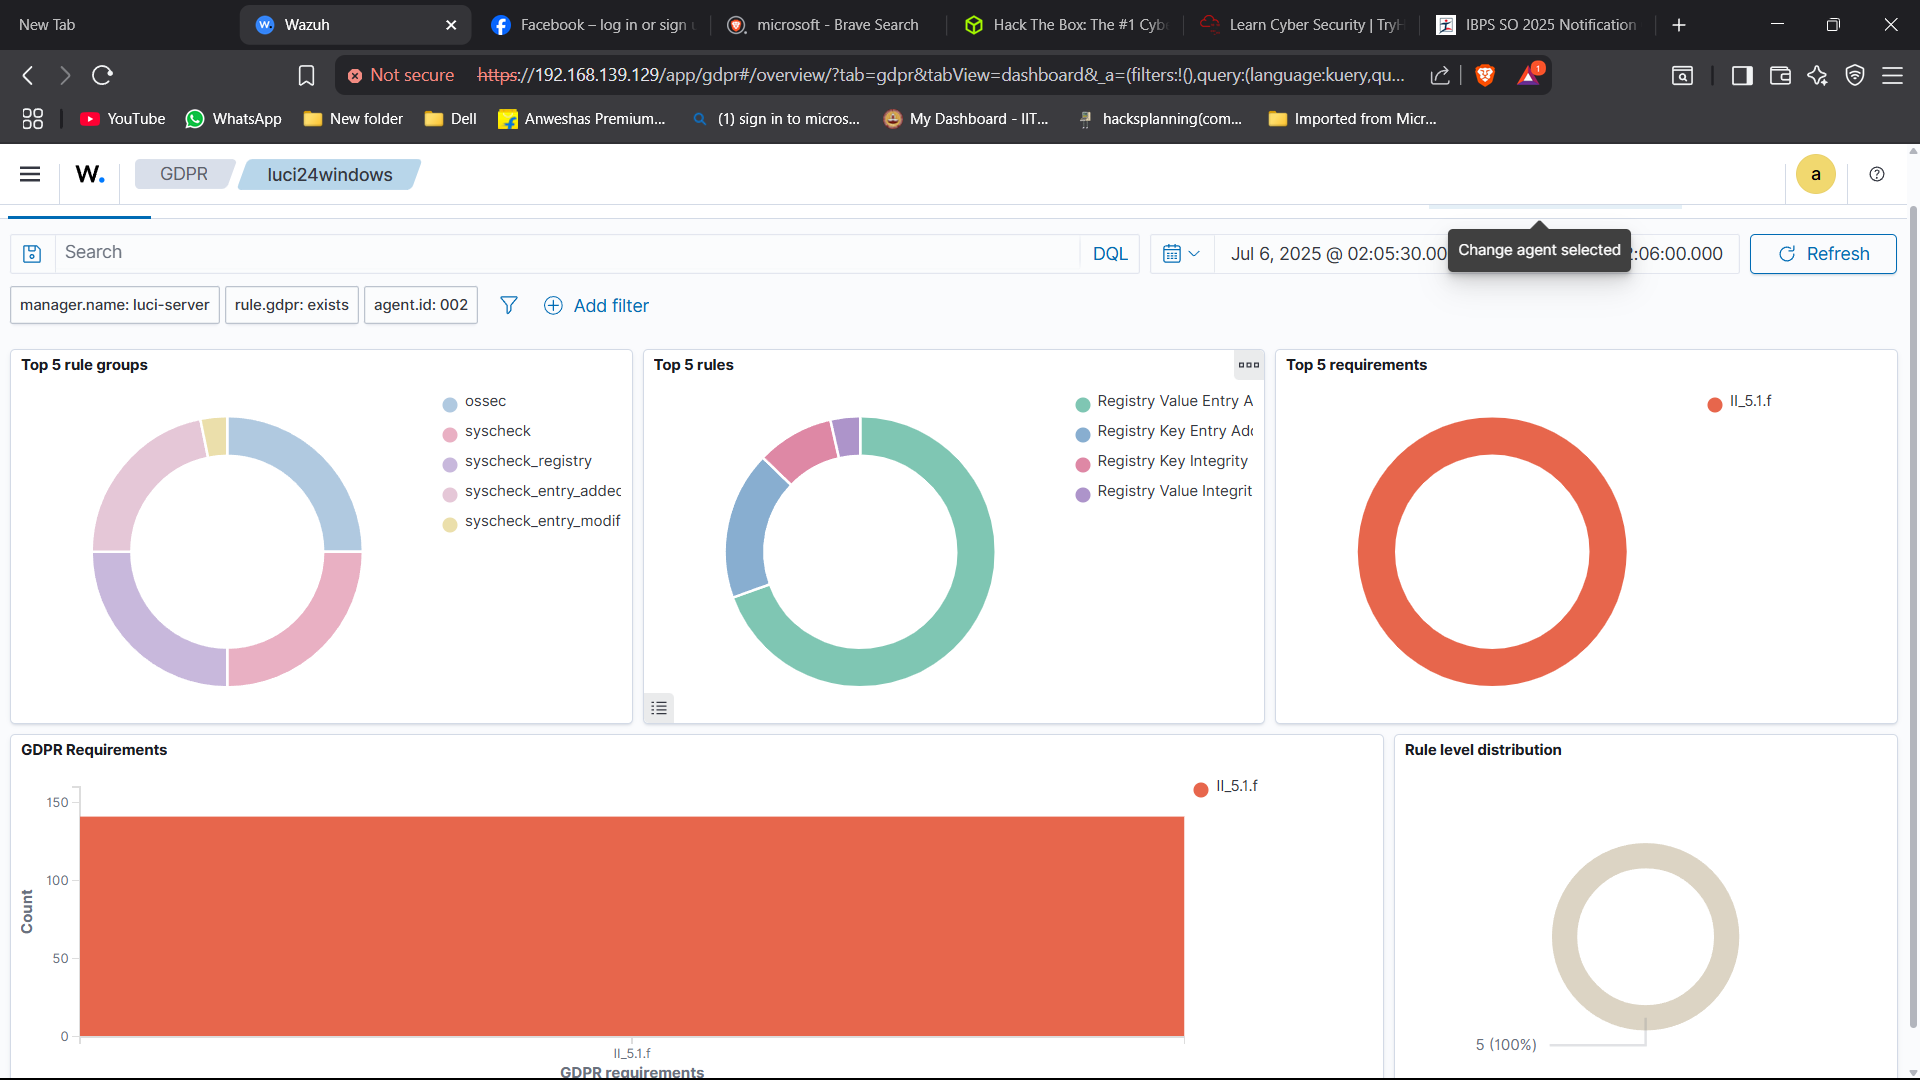 New Tab
Wazuh
Facebook – log in or sign u
microsoft - Brave Search
Hack The Box: The #1 Cybe
Learn Cyber Security | TryH
IBPS SO 2025 Notification
Not secure
https://192.168.139.129/app/gdpr#/overview/?tab=gdpr&tabView=dashboard&_a=(filters:!(),query:(language:kuery,qu...
1
YouTube
WhatsApp
New folder
Dell
Anweshas Premium...
(1) sign in to micros...
My Dashboard - IIT...
hacksplanning(com...
Imported from Micr...
W.
GDPR
luci24windows
a
Search
DQL
Jul 6, 2025 @ 02:05:30.00
Change agent selected
:06:00.000
Refresh
manager.name: luci-server
rule.gdpr: exists
agent.id: 002
Add filter
Top 5 rule groups
ossec
syscheck
syscheck_registry
syscheck_entry_added
syscheck_entry_modif
Top 5 rules
Registry Value Entry A
Registry Key Entry Add
Registry Key Integrity
Registry Value Integrit
Top 5 requirements
II_5.1.f
GDPR Requirements
150
100
50
0
Count
II_5.1.f
GDPR requirements
II_5.1.f
Rule level distribution
5 (100%)